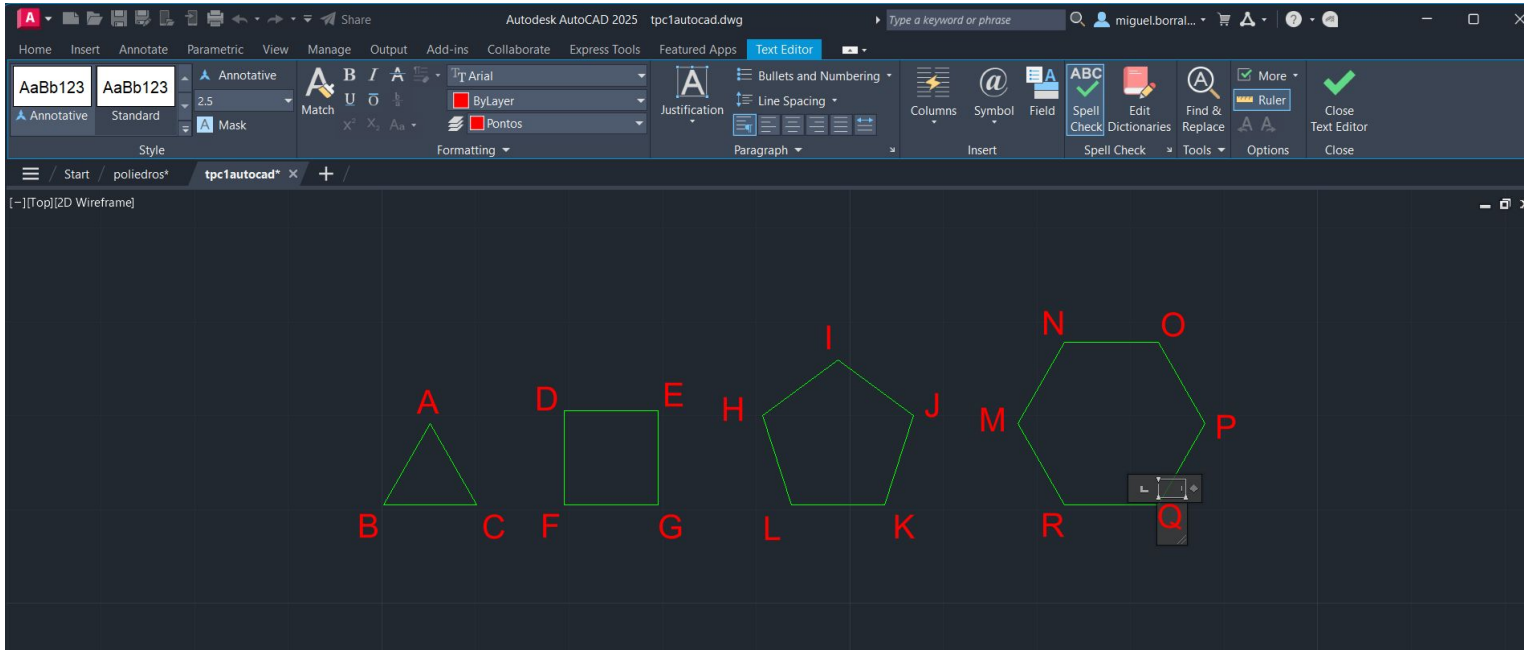 A Share Autodesk AutoCAD 2025 tpc1autocad.dwg Type a keyword or phrase miguel.borral...
Home Insert Annotate Parametric View Manage Output Add-ins Collaborate Express Tools Featured Apps Text Editor
AaBb123 AaBb123 Annotative
Annotative Standard 2.5
A Mask
Style
A Match B I A Tr Arial
U O ByLayer
X² X₂ Aa Pontos
Formatting
A Justification Bullets and Numbering
Line Spacing
Paragraph
Columns @ Symbol A Field
Insert
ABC Spell Check Edit Dictionaries
Spell Check
A Find & Replace
Tools
More
Ruler
A A
Options
Close Text Editor
Close
Start / poliedros* tpc1autocad* × +
[−][Top][2D Wireframe]
N O
I
A D E H J M P
B C F G L K R Q